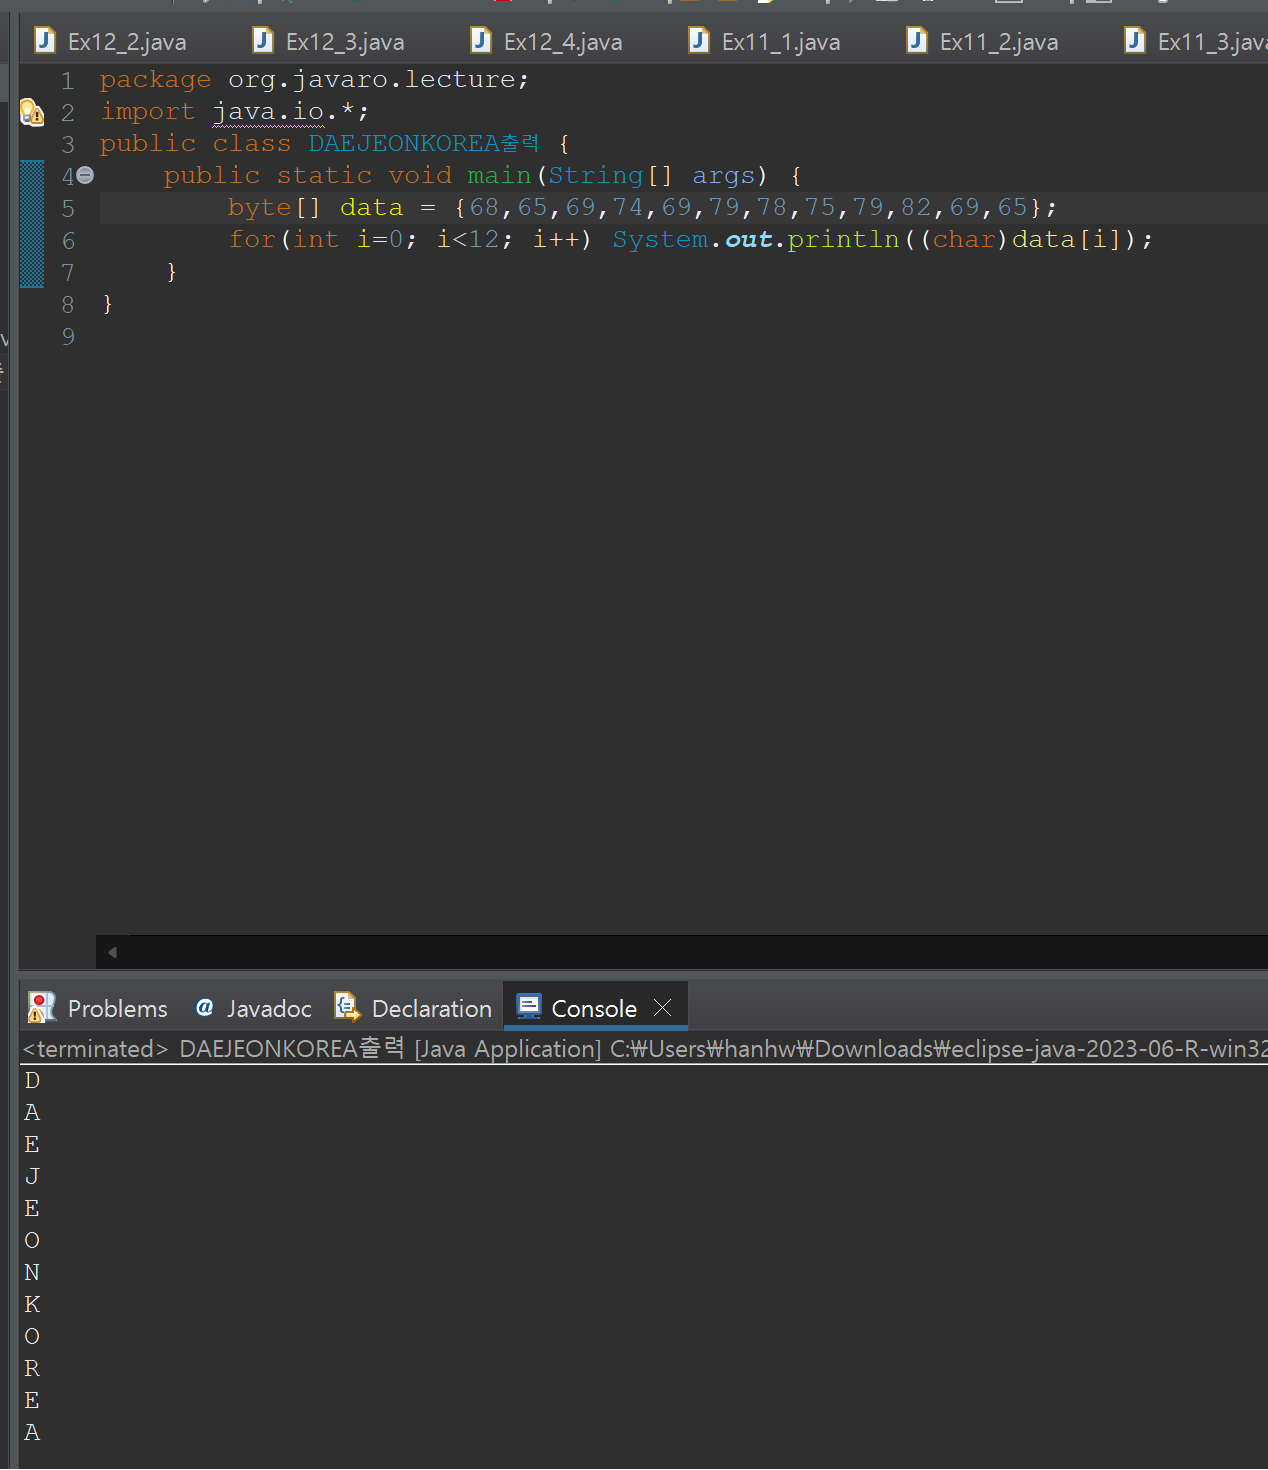 Ex12_2.java Ex12_3.java Ex12_4.java Ex11_1.java Ex11_2.java Ex11_3.java
1 package org.javaro.lecture;
2 import java.io.*;
3 public class DAEJEONKOREA출력 {
4 public static void main(String[] args) {
5 byte[] data = {68,65,69,74,69,79,78,75,79,82,69,65};
6 for(int i=0; i<12; i++) System.out.println((char)data[i]);
7 }
8 }
9
Problems @ Javadoc Declaration Console
<terminated> DAEJEONKOREA출력 [Java Application] C:₩Users₩hanhw₩Downloads₩eclipse-java-2023-06-R-win32
D
A
E
J
E
O
N
K
O
R
E
A